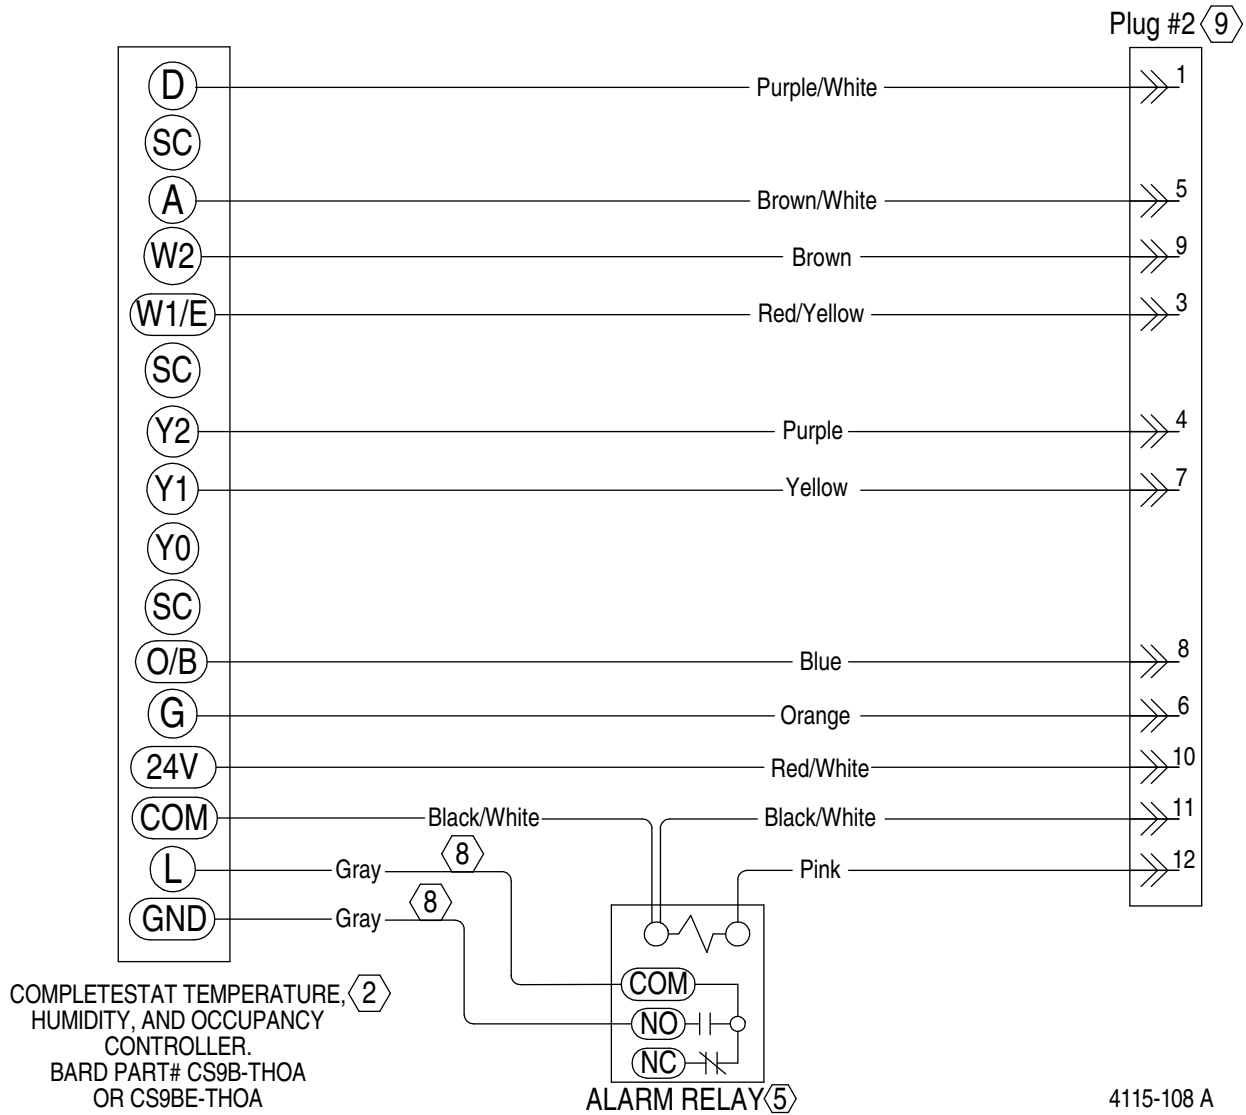 Plug #2 9
D Purple/White 1
SC
A Brown/White 5
W2 Brown 9
W1/E Red/Yellow 3
SC
Y2 Purple 4
Y1 Yellow 7
Y0
SC
O/B Blue 8
G Orange 6
24V Red/White 10
COM Black/White Black/White 11
L Gray 8 Pink 12
GND Gray 8
COM
NO
NC
ALARM RELAY 5
COMPLETESTAT TEMPERATURE, 2
HUMIDITY, AND OCCUPANCY
CONTROLLER.
BARD PART# CS9B-THOA
OR CS9BE-THOA
4115-108 A